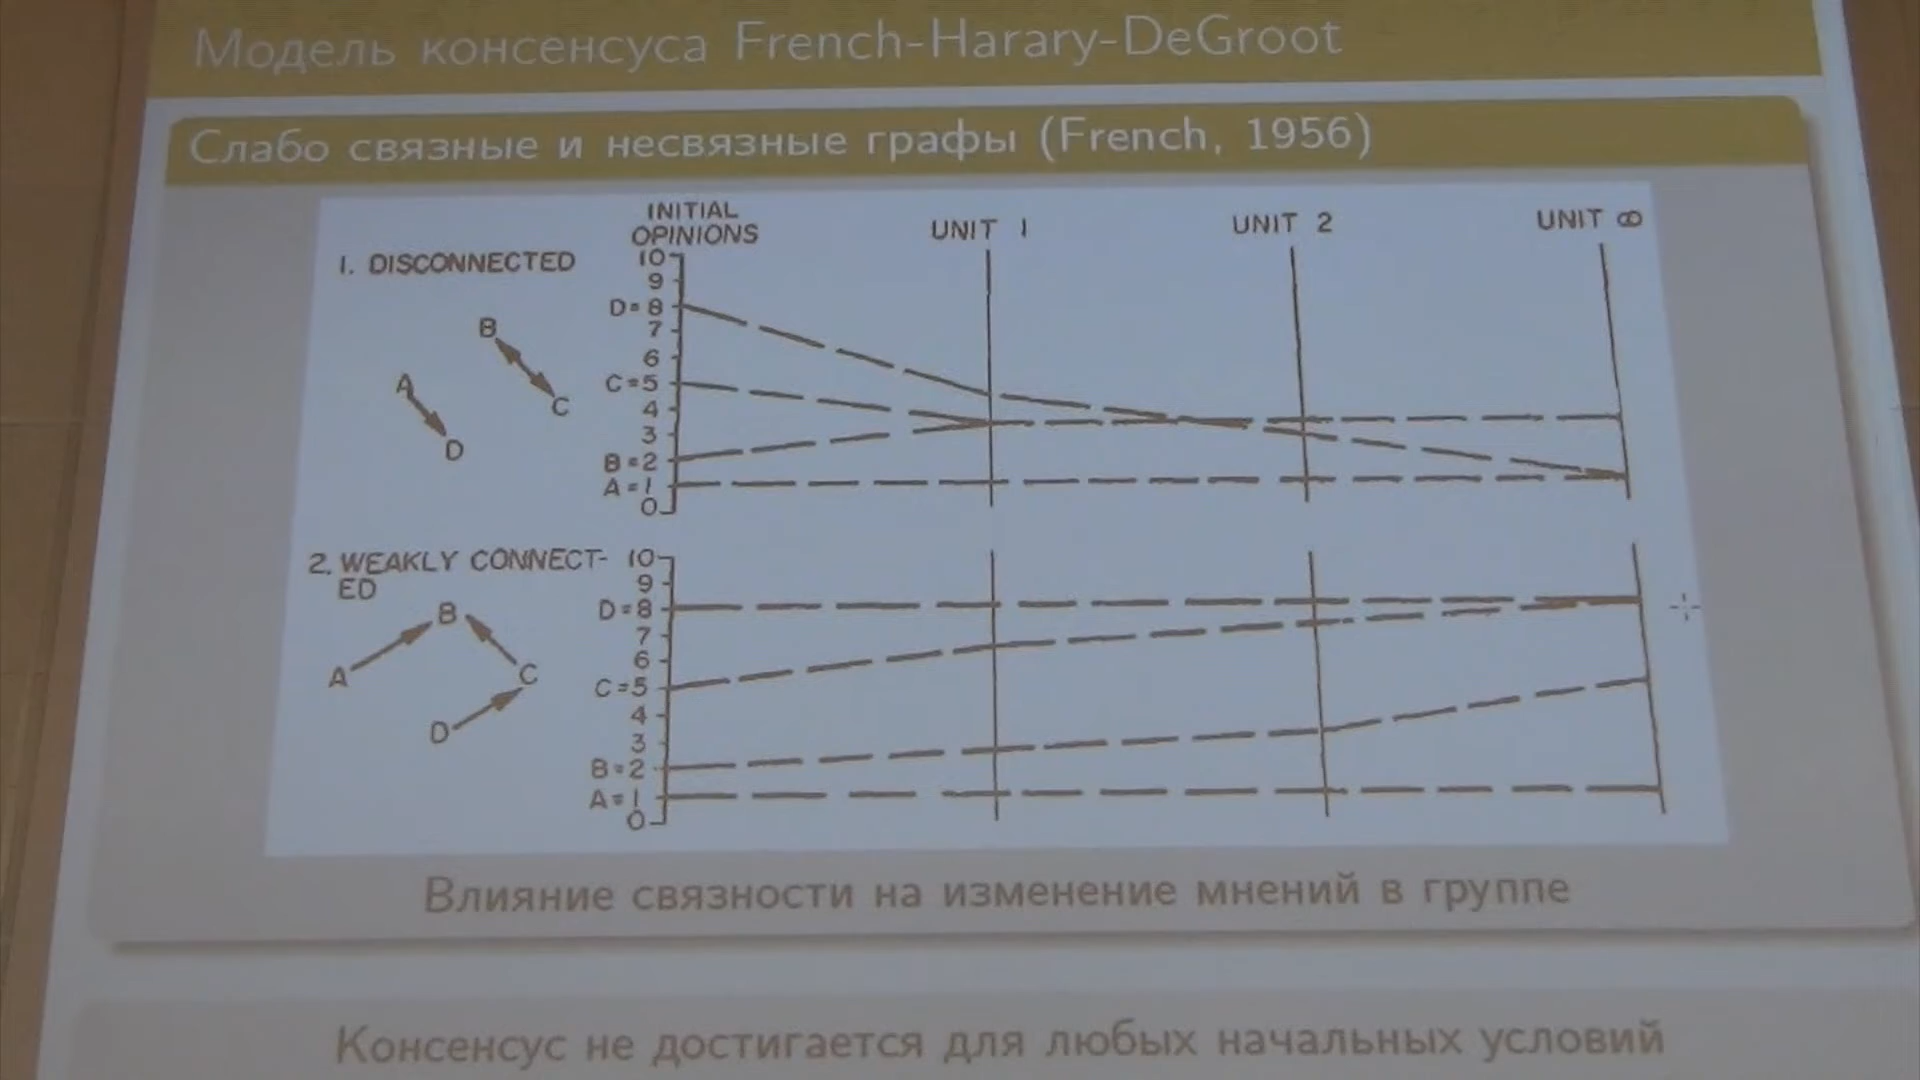 Модель консенсуса French-Harary-DeGroot
Слабо связные и несвязные графы (French, 1956)
INITIAL
OPINIONS
UNIT 1
UNIT 2
UNIT ∞
1. DISCONNECTED
B
A
C
D
10
9
D=8
7
6
C=5
4
3
B=2
A=1
0
2. WEAKLY CONNECT-
ED
B
A
C
D
10
9
D=8
7
6
C=5
4
3
B=2
A=1
0
Влияние связности на изменение мнений в группе
Консенсус не достигается для любых начальных условий